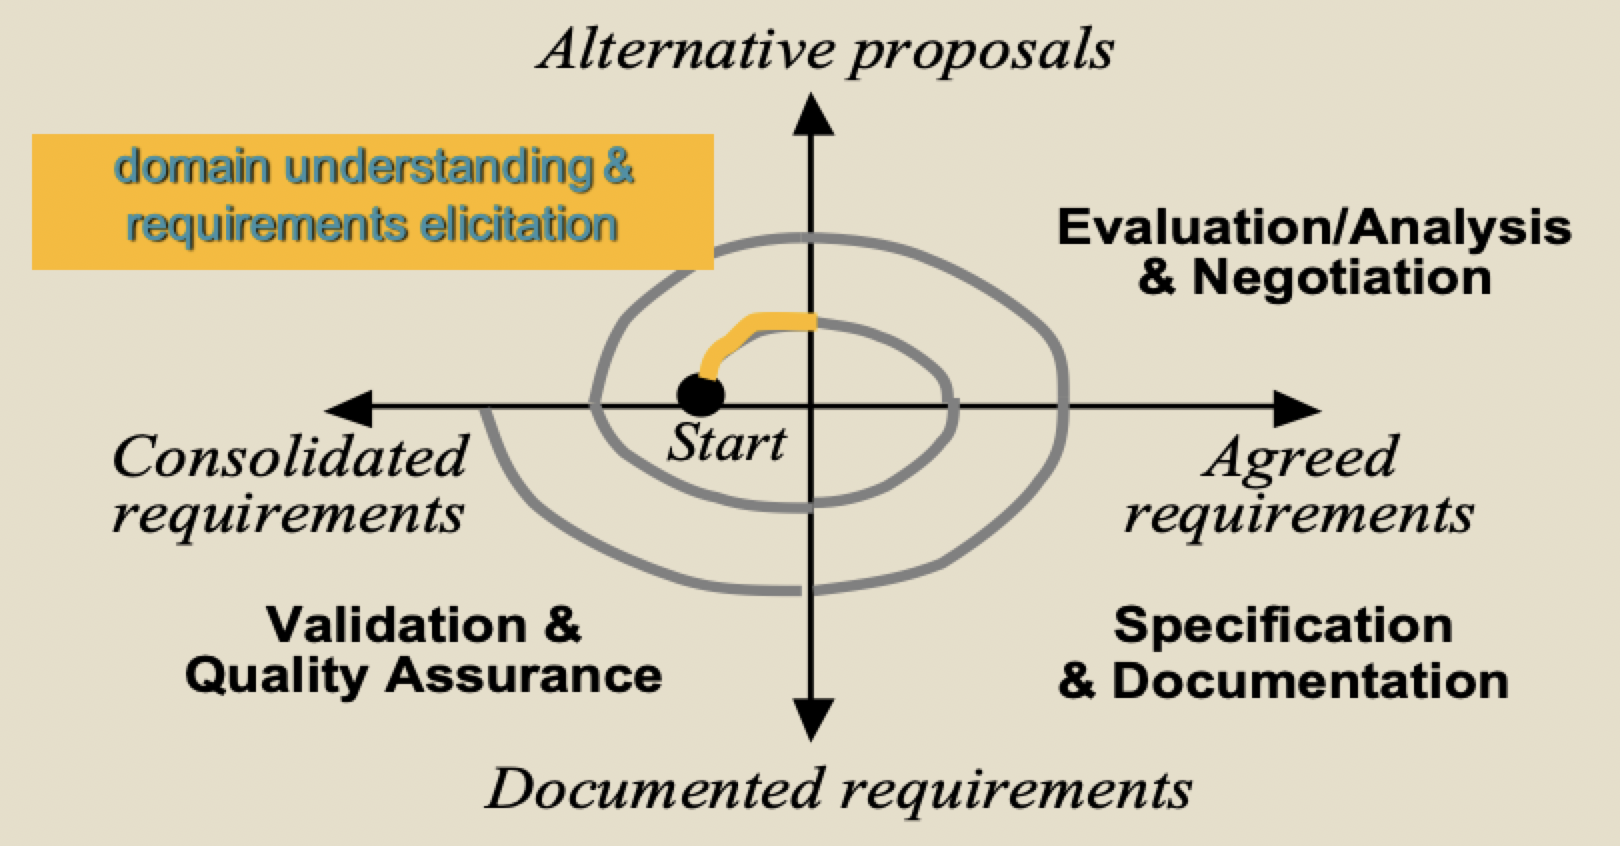 Alternative proposals
domain understanding &
requirements elicitation
Evaluation/Analysis
& Negotiation
Start
Consolidated
requirements
Agreed
requirements
Validation &
Quality Assurance
Specification
& Documentation
Documented requirements